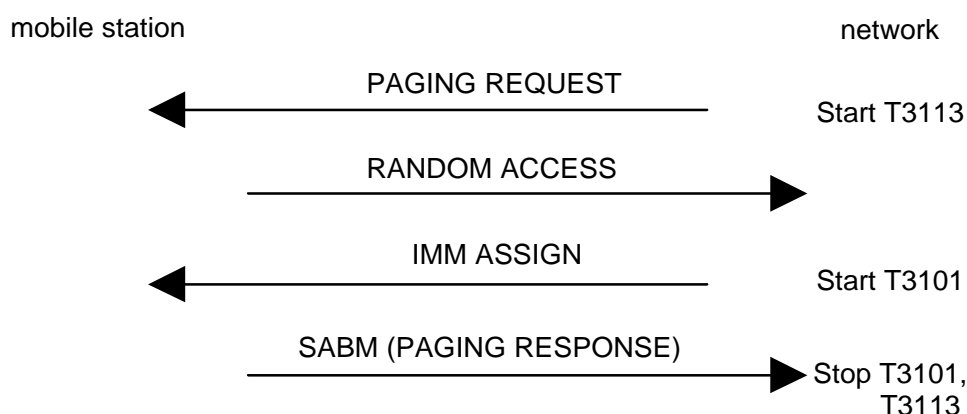 mobile station
network
PAGING REQUEST
Start T3113
RANDOM ACCESS
IMM ASSIGN
Start T3101
SABM (PAGING RESPONSE)
Stop T3101,
T3113